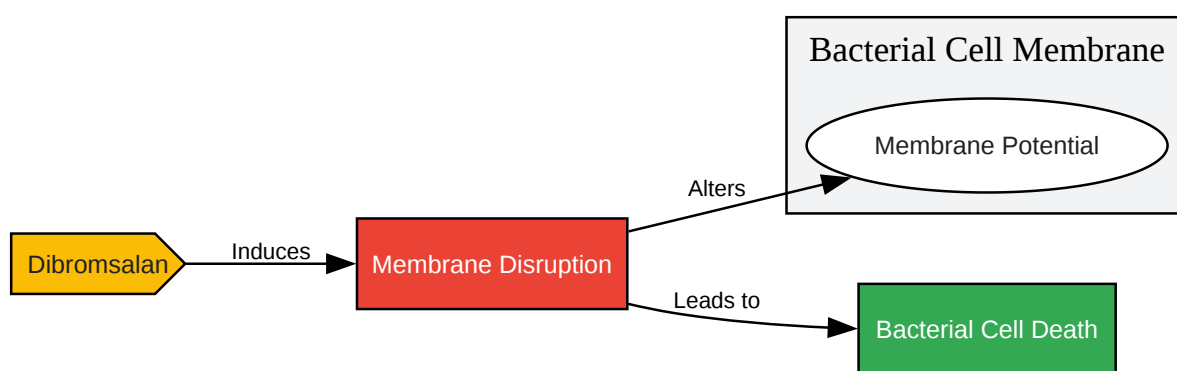 Bacterial Cell Membrane
Membrane Potential
Alters
Dibromsalan
Induces
Membrane Disruption
Leads to
Bacterial Cell Death